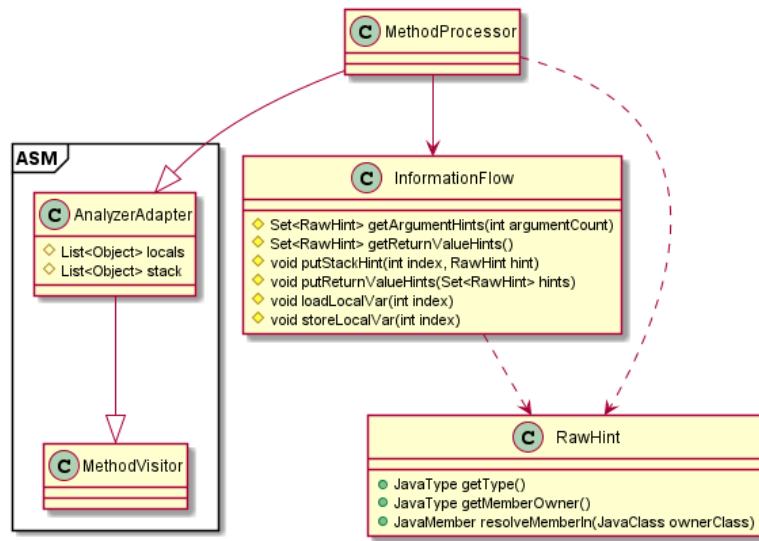 C MethodProcessor
ASM
C AnalyzerAdapter
List<Object> locals
List<Object> stack
C InformationFlow
Set<RawHint> getArgumentHints(int argumentCount)
Set<RawHint> getReturnValueHints()
void putStackHint(int index, RawHint hint)
void putReturnValueHints(Set<RawHint> hints)
void loadLocalVar(int index)
void storeLocalVar(int index)
C MethodVisitor
C RawHint
JavaType getType()
JavaType getMemberOwner()
JavaMember resolveMemberIn(JavaClass ownerClass)